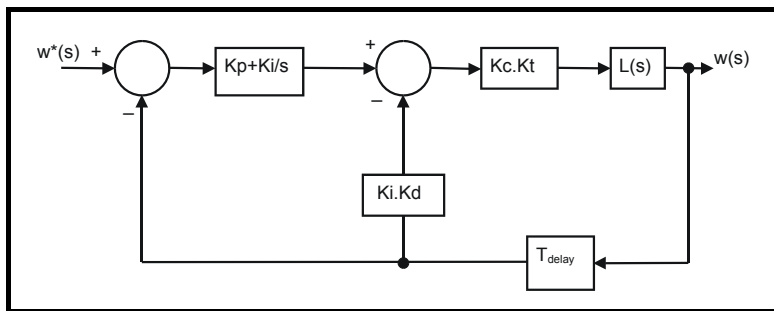 w*(s)
+
−
Kp+Ki/s
+
−
Kc.Kt
L(s)
w(s)
Ki.Kd
Tdelay